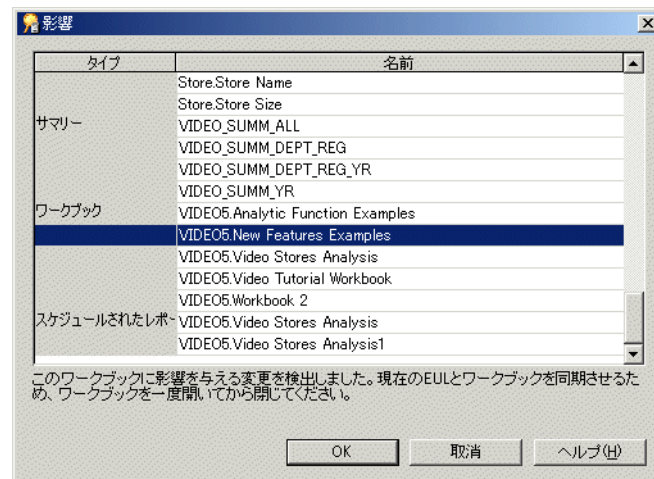 影響
タイプ 名前
Store.Store Name
Store.Store Size
サマリー VIDEO_SUMM_ALL
VIDEO_SUMM_DEPT_REG
VIDEO_SUMM_DEPT_REG_YR
VIDEO_SUMM_YR
ワークブック VIDEO5.Analytic Function Examples
VIDEO5.New Features Examples
VIDEO5.Video Stores Analysis
VIDEO5.Video Tutorial Workbook
VIDEO5.Workbook 2
スケジュールされたレポー VIDEO5.Video Stores Analysis
VIDEO5.Video Stores Analysis1
このワークブックに影響を与える変更を検出しました。現在のEULとワークブックを同期させるた
め、ワークブックを一度開いてから閉じてください。
OK 取消 ヘルプ(H)